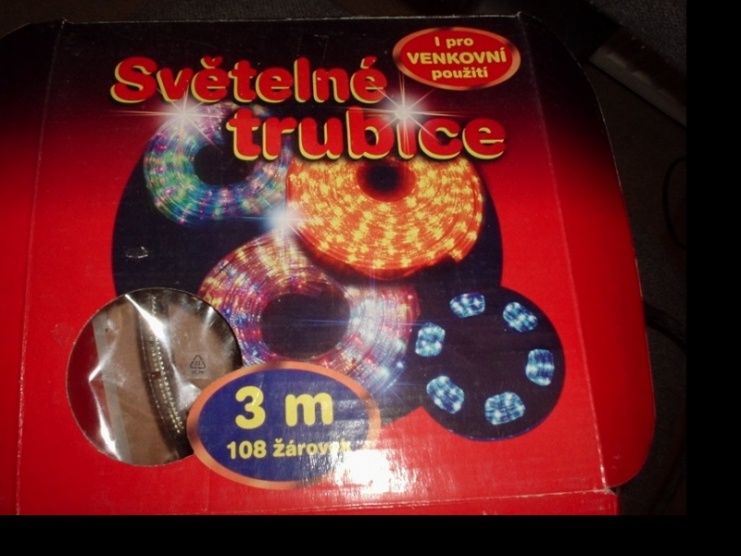 I pro
VENKOVNÍ
použití
Světelné
trubice
3 m
108 žárovek